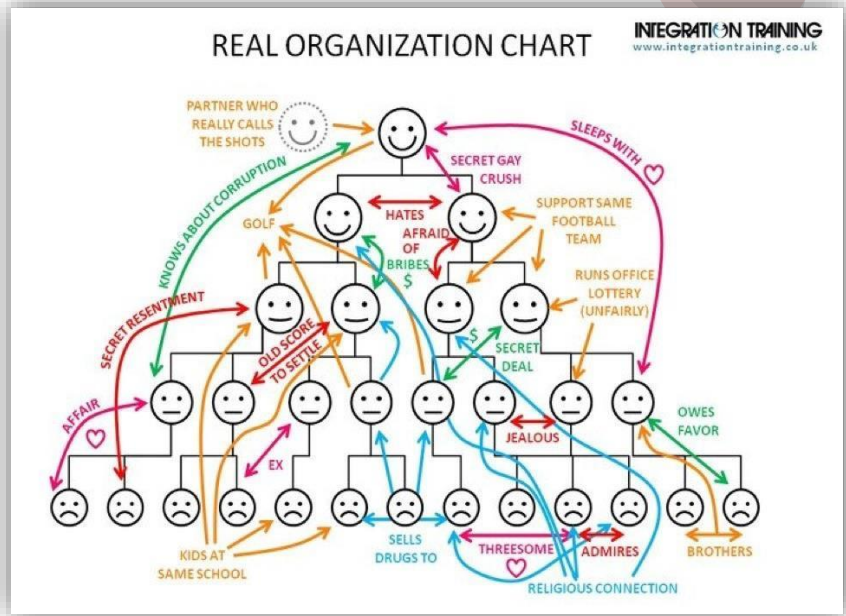 REAL ORGANIZATION CHART
INTEGRATION TRAINING
www.integrationtraining.co.uk
PARTNER WHO
REALLY CALLS
THE SHOTS
SLEEPS WITH
SECRET GAY
CRUSH
KNOWS ABOUT CORRUPTION
GOLF
HATES
AFRAID
OF
BRIBES
$
SUPPORT SAME
FOOTBALL
TEAM
RUNS OFFICE
LOTTERY
(UNFAIRLY)
SECRET RESENTMENT
OLD SCORE
TO SETTLE
$
SECRET
DEAL
AFFAIR
EX
JEALOUS
OWES
FAVOR
KIDS AT
SAME SCHOOL
SELLS
DRUGS TO
THREESOME
ADMIRES
BROTHERS
RELIGIOUS CONNECTION